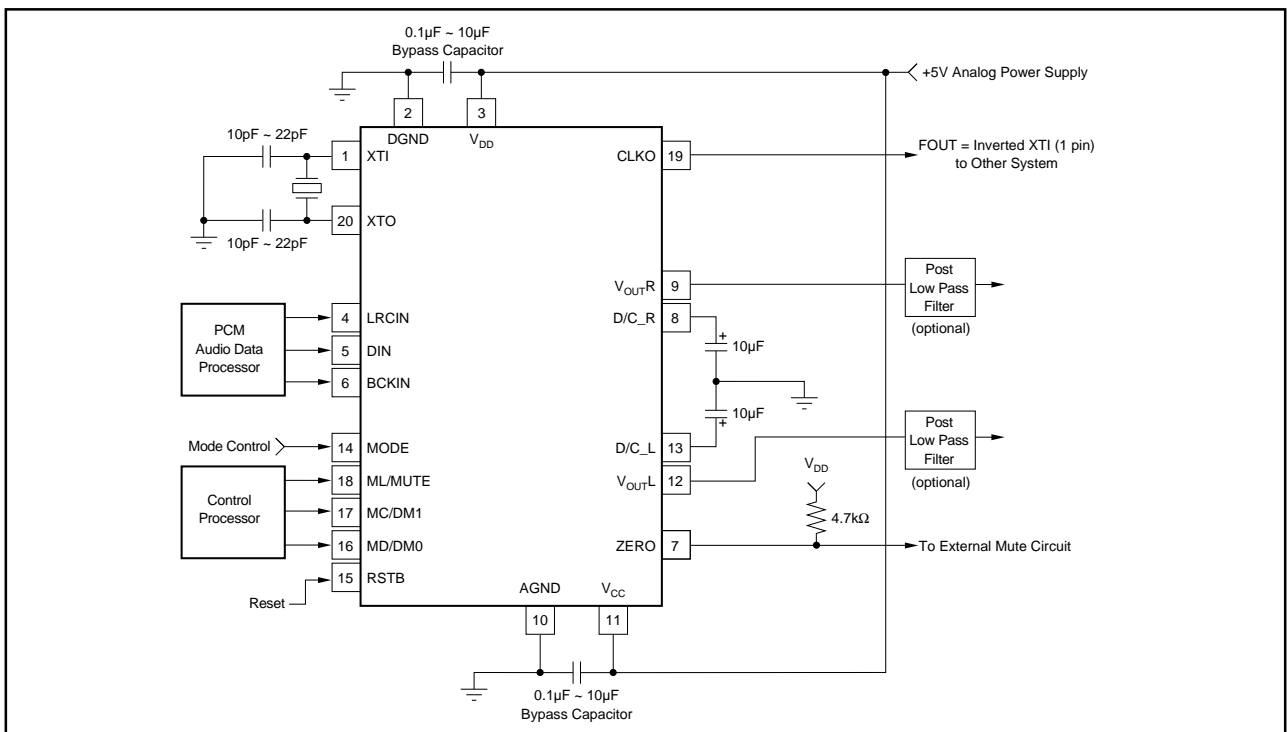 0.1µF ~ 10µF
Bypass Capacitor
+5V Analog Power Supply
2
3
DGND
VDD
10pF ~ 22pF
1
XTI
CLKO
19
FOUT = Inverted XTI (1 pin)
to Other System
20
XTO
10pF ~ 22pF
VOUTR
9
Post
Low Pass
Filter
(optional)
PCM
Audio Data
Processor
4
LRCIN
D/C_R
8
5
DIN
10µF
6
BCKIN
10µF
Mode Control
14
MODE
D/C_L
13
Post
Low Pass
Filter
(optional)
18
ML/MUTE
VOUTL
12
VDD
Control
Processor
17
MC/DM1
4.7kΩ
16
MD/DM0
ZERO
7
To External Mute Circuit
15
RSTB
Reset
AGND
VCC
10
11
0.1µF ~ 10µF
Bypass Capacitor